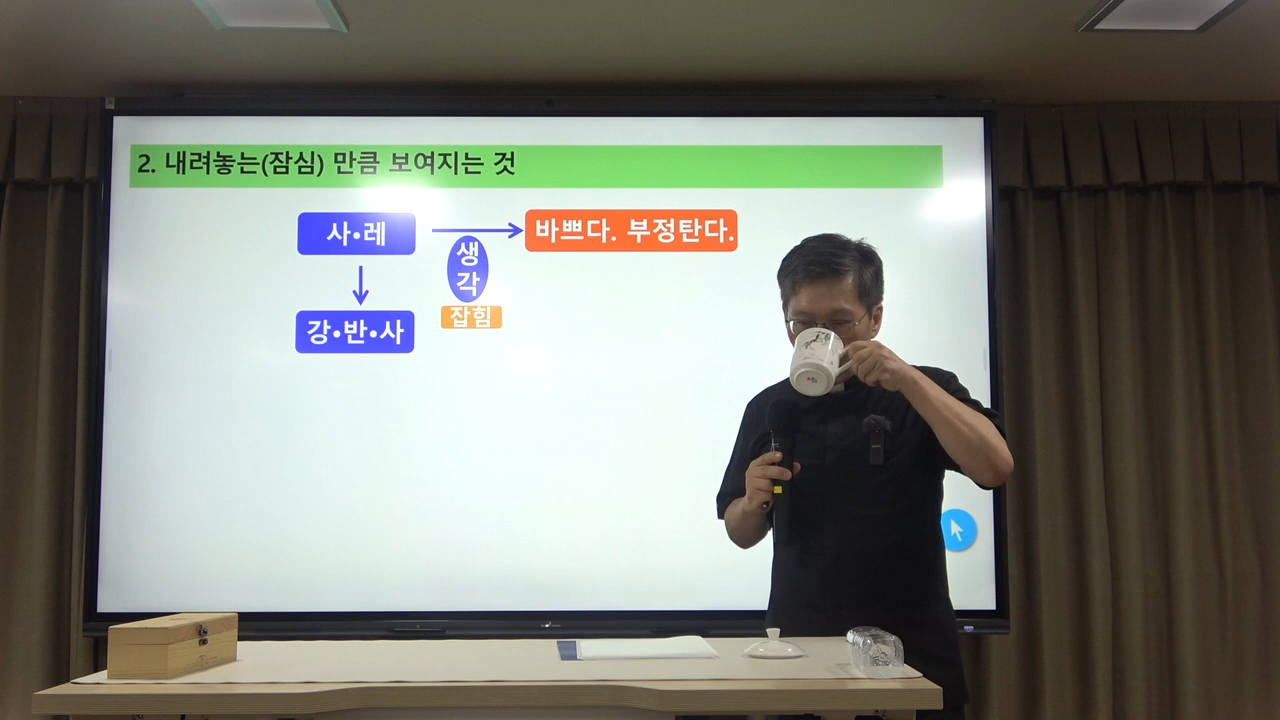 2. 내려놓는(잠심) 만큼 보여지는 것
사•레
바쁘다. 부정탄다.
생
각
잡힘
강•반•사